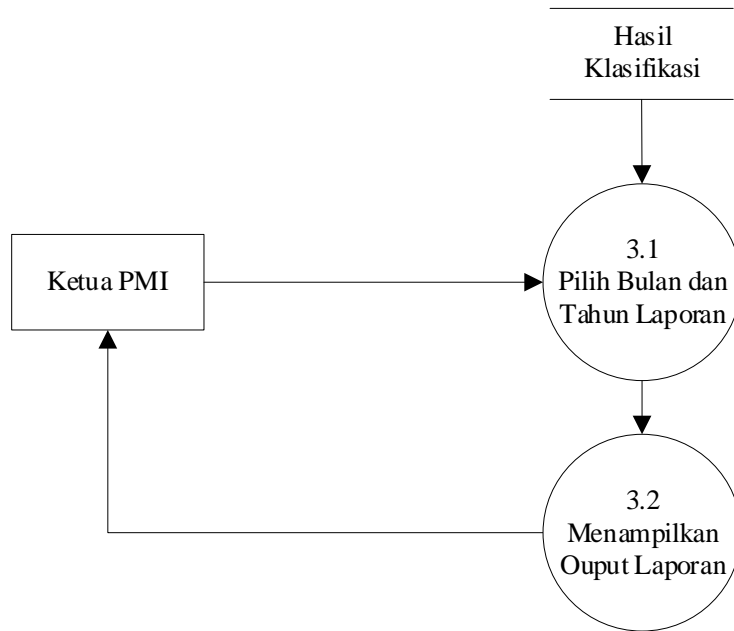 Hasil
Klasifikasi
Ketua PMI
3.1
Pilih Bulan dan
Tahun Laporan
3.2
Menampilkan
Ouput Laporan